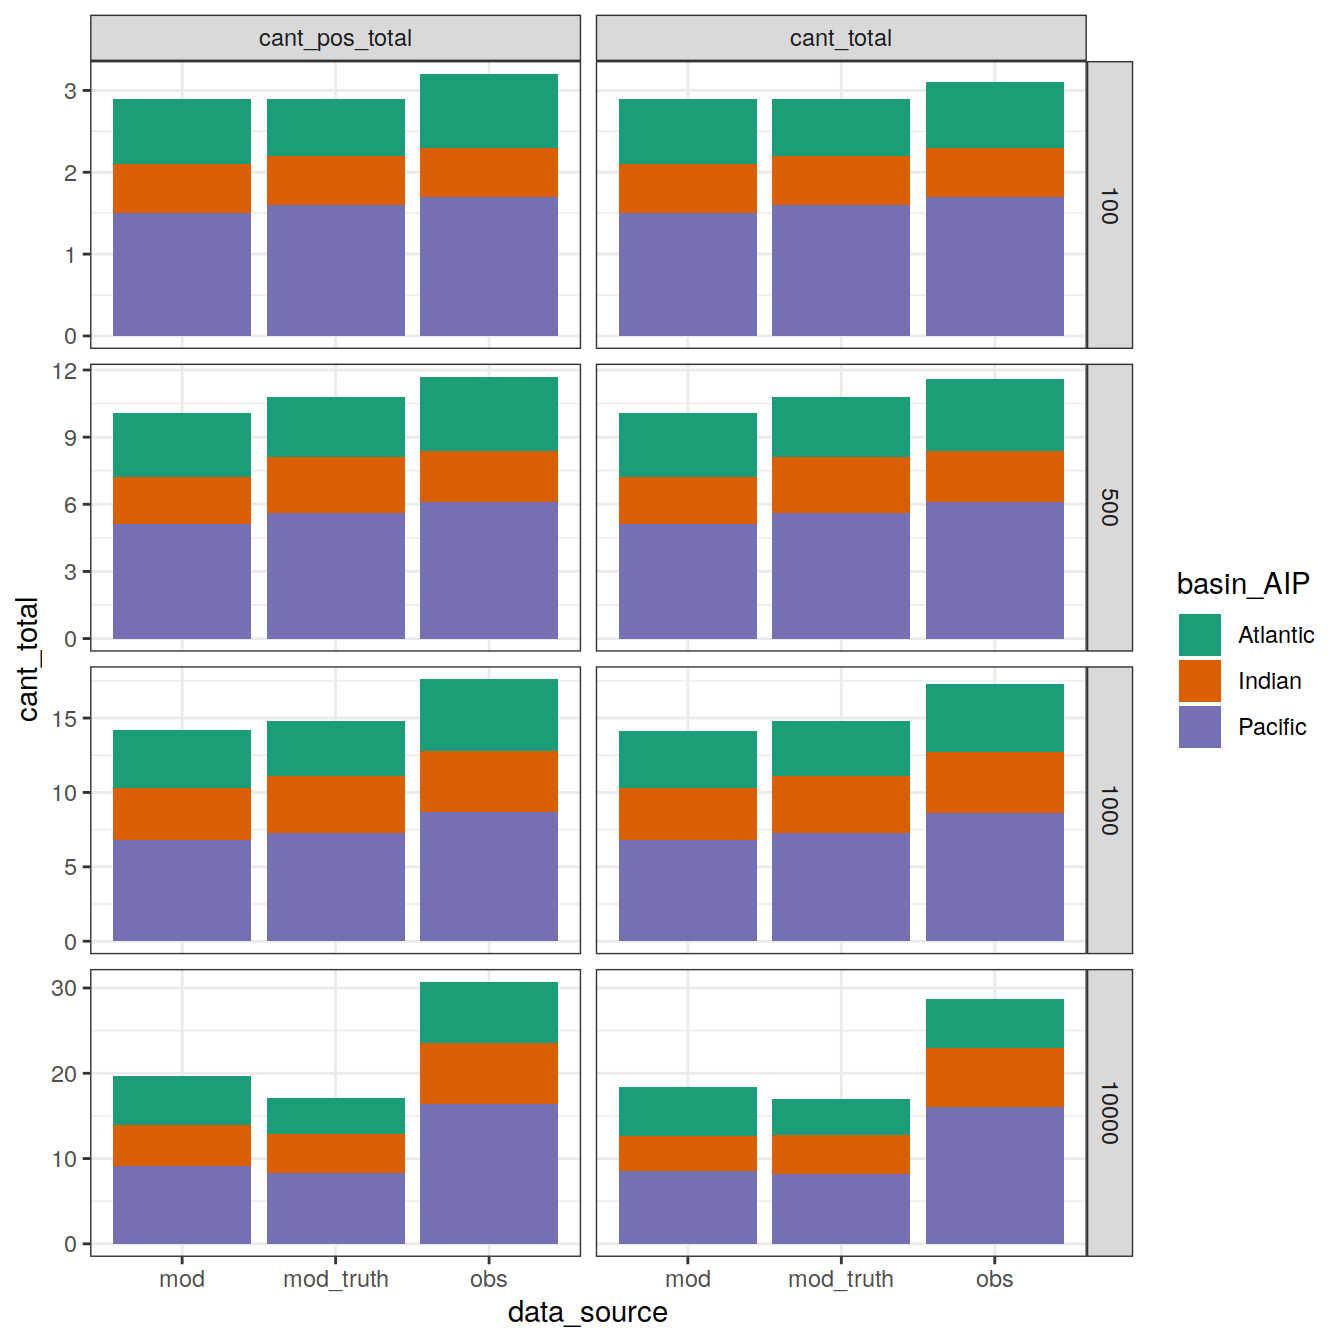 cant_pos_total
cant_total
3
2
1
0
100
12
9
6
3
0
500
15
10
5
0
1000
30
20
10
0
10000
cant_total
mod
mod_truth
obs
mod
mod_truth
obs
data_source
basin_AIP
Atlantic
Indian
Pacific